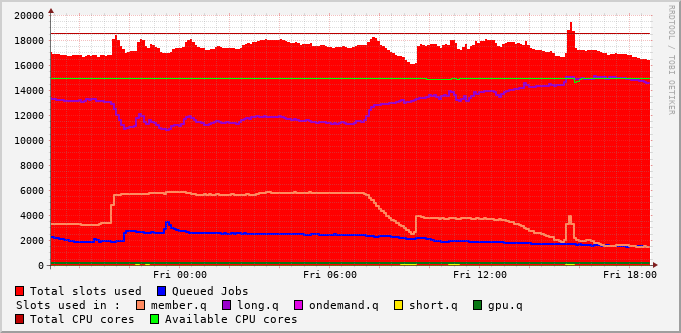 20000
18000
16000
14000
12000
10000
8000
6000
4000
2000
0
Fri 00:00 Fri 06:00 Fri 12:00 Fri 18:00
RRDTOOL / TOBI OETIKER
Total slots used Queued Jobs
Slots used in : member.q long.q ondemand.q short.q gpu.q
Total CPU cores Available CPU cores